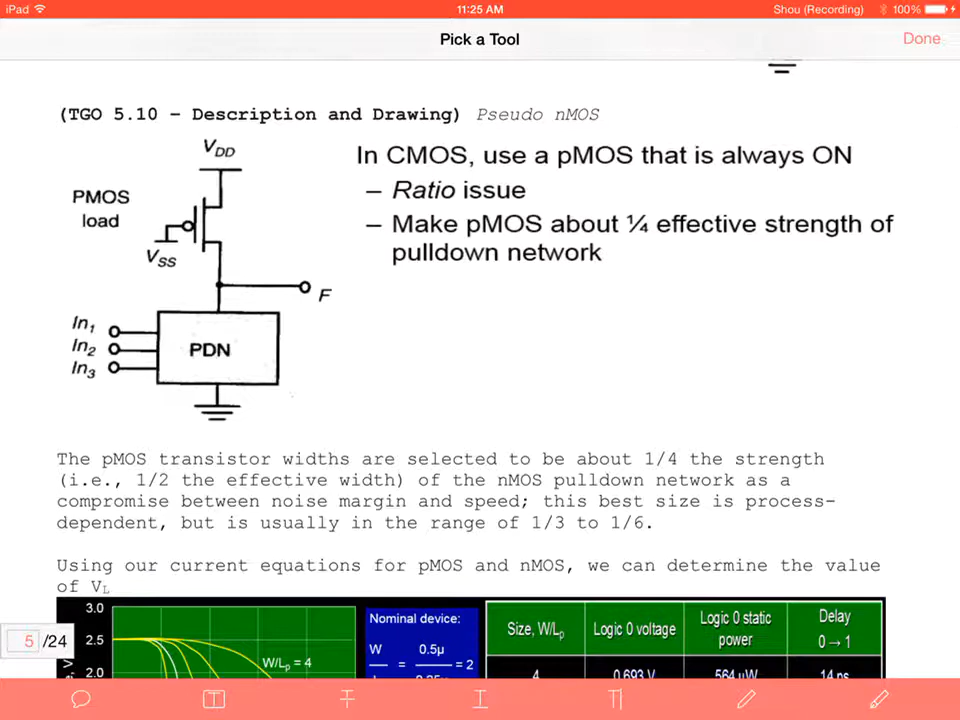 iPad 11:25 AM Shou (Recording) 100%
Pick a Tool Done
(TGO 5.10 – Description and Drawing) Pseudo nMOS
VDD
PMOS
load
VSS
F
In1
In2
In3
PDN
In CMOS, use a pMOS that is always ON
– Ratio issue
– Make pMOS about ¼ effective strength of
pulldown network
The pMOS transistor widths are selected to be about 1/4 the strength
(i.e., 1/2 the effective width) of the nMOS pulldown network as a
compromise between noise margin and speed; this best size is process-
dependent, but is usually in the range of 1/3 to 1/6.
Using our current equations for pMOS and nMOS, we can determine the value
of VL
3.0
2.5
2.0
W/Lp = 4
Nominal device:
W 0.5µ
= = 2
Size, W/Lp
Logic 0 voltage
Logic 0 static
power
Delay
0→1
4 0.693 V 564 µW 14 ps
5 /24